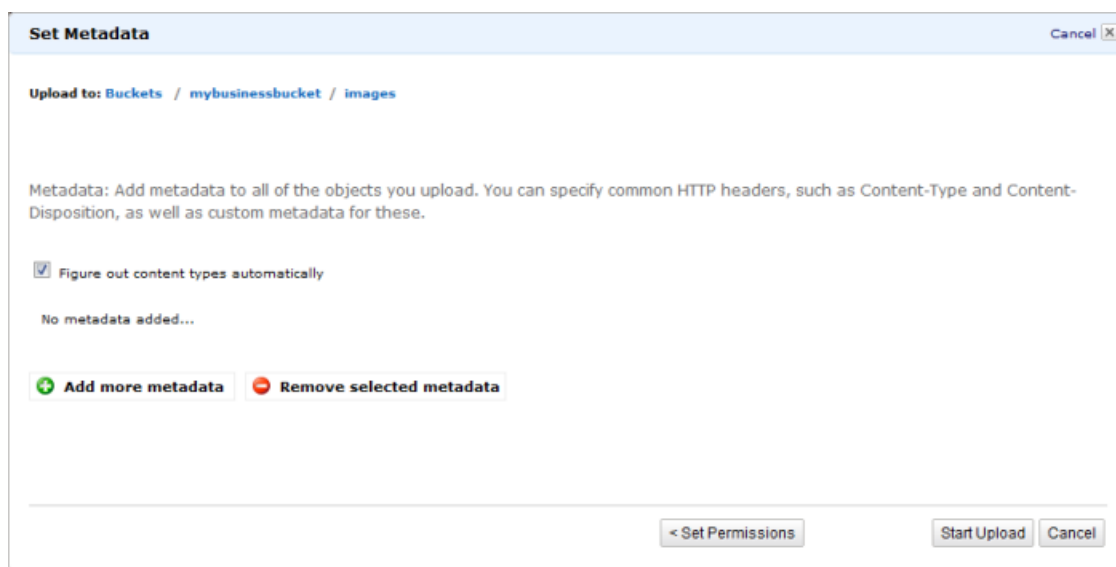 Set Metadata
Cancel
Upload to: Buckets / mybusinessbucket / images
Metadata: Add metadata to all of the objects you upload. You can specify common HTTP headers, such as Content-Type and Content-
Disposition, as well as custom metadata for these.
Figure out content types automatically
No metadata added...
Add more metadata Remove selected metadata
< Set Permissions Start Upload Cancel